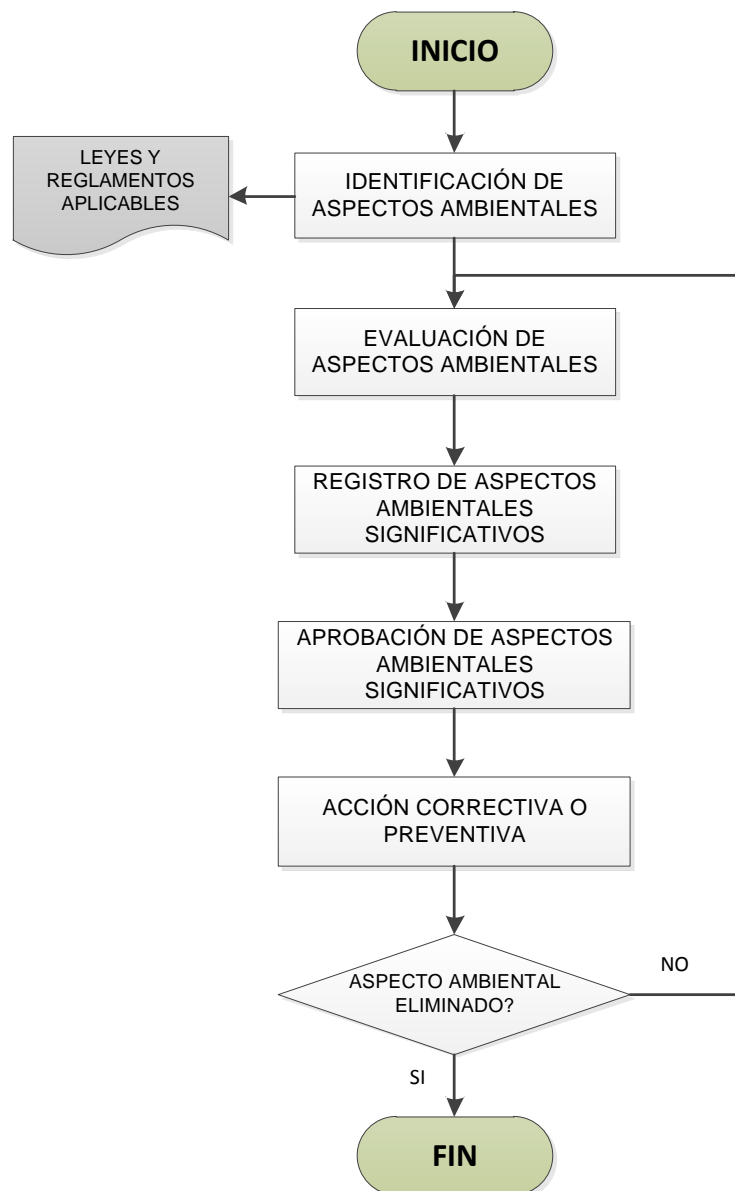 INICIO
LEYES Y
REGLAMENTOS
APLICABLES
IDENTIFICACIÓN DE
ASPECTOS AMBIENTALES
EVALUACIÓN DE
ASPECTOS AMBIENTALES
REGISTRO DE ASPECTOS
AMBIENTALES
SIGNIFICATIVOS
APROBACIÓN DE ASPECTOS
AMBIENTALES
SIGNIFICATIVOS
ACCIÓN CORRECTIVA O
PREVENTIVA
ASPECTO AMBIENTAL
ELIMINADO?
NO
SI
FIN